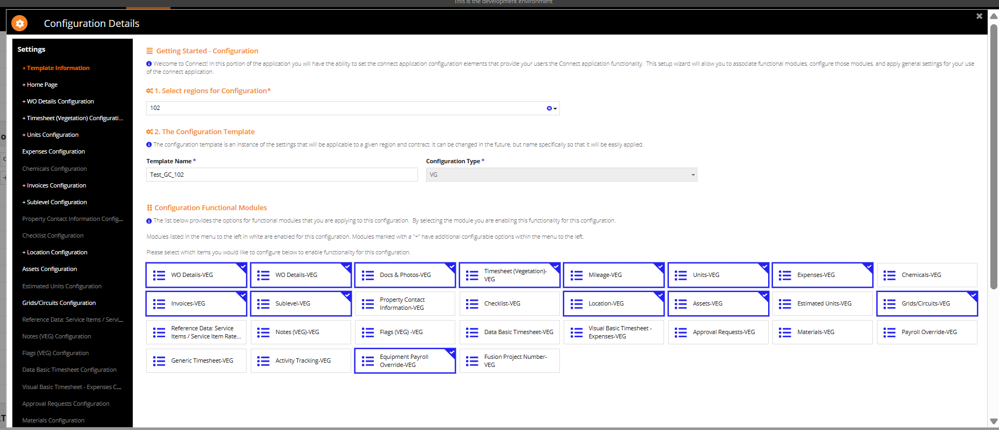 This is the development environment
Configuration Details
Settings
+ Template Information
+ Home Page
+ WO Details Configuration
+ Timesheet (Vegetation) Configurati...
+ Units Configuration
Expenses Configuration
Chemicals Configuration
+ Invoices Configuration
+ Sublevel Configuration
Property Contact Information Config...
Checklist Configuration
+ Location Configuration
Assets Configuration
Estimated Units Configuration
Grids/Circuits Configuration
Reference Data: Service Items / Servi...
Notes (VEG) Configuration
Flags (VEG) Configuration
Data Basic Timesheet Configuration
Visual Basic Timesheet - Expenses C...
Approval Requests Configuration
Materials Configuration
Getting Started - Configuration
Welcome to Connect! In this portion of the application you will have the ability to set the connect application configuration elements that provide your users the Connect application functionality. This setup wizard will allow you to associate functional modules, configure those modules, and apply general settings for your use
of the connect application.
1. Select regions for Configuration*
102
2. The Configuration Template
The configuration template is an instance of the settings that will be applicable to a given region and contract. It can be changed in the future, but name specifically so that it will be easily applied.
Template Name *
Configuration Type *
Test_GC_102
VG
Configuration Functional Modules
The list below provides the options for functional modules that you are applying to this configuration. By selecting the module you are enabling this functionality for this configuration.
Modules listed in the menu to the left in white are enabled for this configuration. Modules marked with a "+" have additional configurable options within the menu to the left.
Please select which items you would like to configure below to enable functionality for this configuration.
WO Details-VEG
WO Details-VEG
Docs & Photos-VEG
Timesheet (Vegetation)-
VEG
Mileage-VEG
Units-VEG
Expenses-VEG
Chemicals-VEG
Invoices-VEG
Sublevel-VEG
Property Contact
Information-VEG
Checklist-VEG
Location-VEG
Assets-VEG
Estimated Units-VEG
Grids/Circuits-VEG
Reference Data: Service
Items / Service Item Rate...
Notes (VEG)-VEG
Flags (VEG) -VEG
Data Basic Timesheet-VEG
Visual Basic Timesheet -
Expenses-VEG
Approval Requests-VEG
Materials-VEG
Payroll Override-VEG
Generic Timesheet-VEG
Activity Tracking-VEG
Equipment Payroll
Override-VEG
Fusion Project Number-
VEG